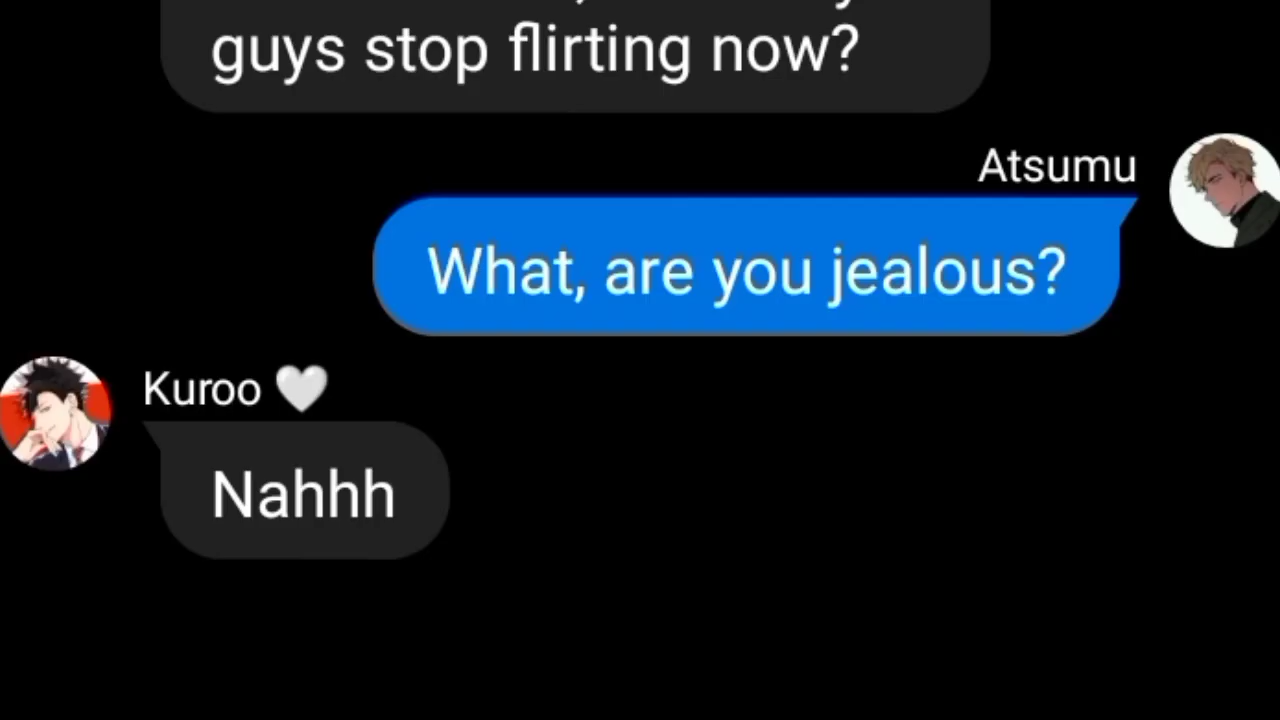 guys stop flirting now?
Atsumu
What, are you jealous?
Kuroo 🤍
Nahhh